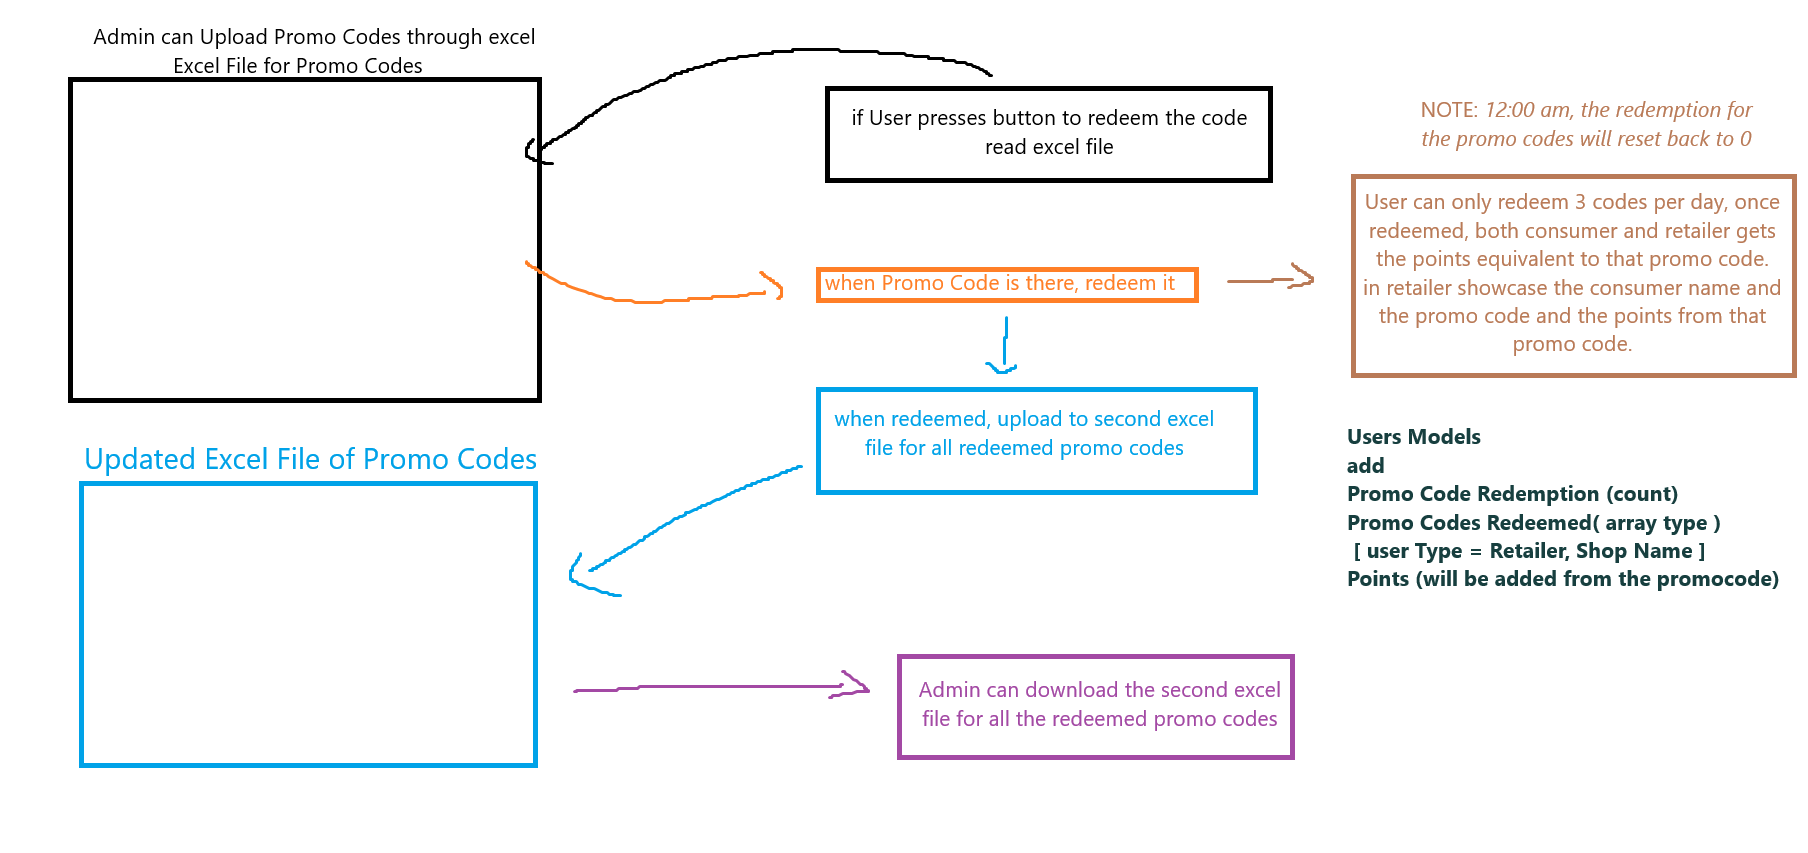 Admin can Upload Promo Codes through excel
Excel File for Promo Codes
if User presses button to redeem the code
read excel file
NOTE: 12:00 am, the redemption for
the promo codes will reset back to 0
User can only redeem 3 codes per day, once
redeemed, both consumer and retailer gets
the points equivalent to that promo code.
in retailer showcase the consumer name and
the promo code and the points from that
promo code.
when Promo Code is there, redeem it
when redeemed, upload to second excel
file for all redeemed promo codes
Updated Excel File of Promo Codes
Users Models
add
Promo Code Redemption (count)
Promo Codes Redeemed( array type )
[ user Type = Retailer, Shop Name ]
Points (will be added from the promocode)
Admin can download the second excel
file for all the redeemed promo codes